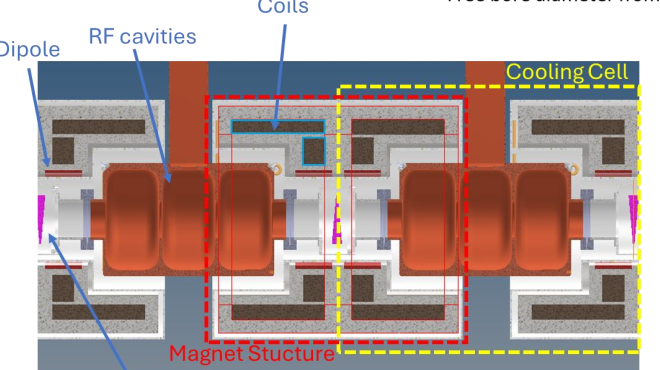 Coils
RF cavities
Dipole
Cooling Cell
Magnet Stucture